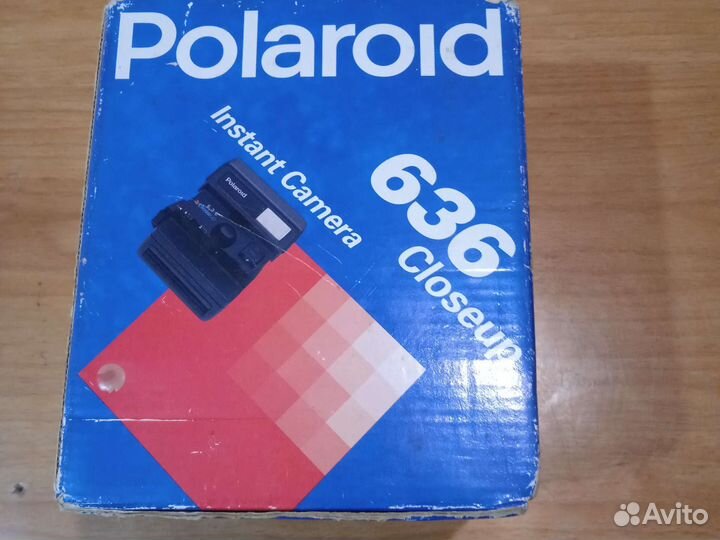 Polaroid
Instant Camera
636
Closeup
Polaroid
Avito